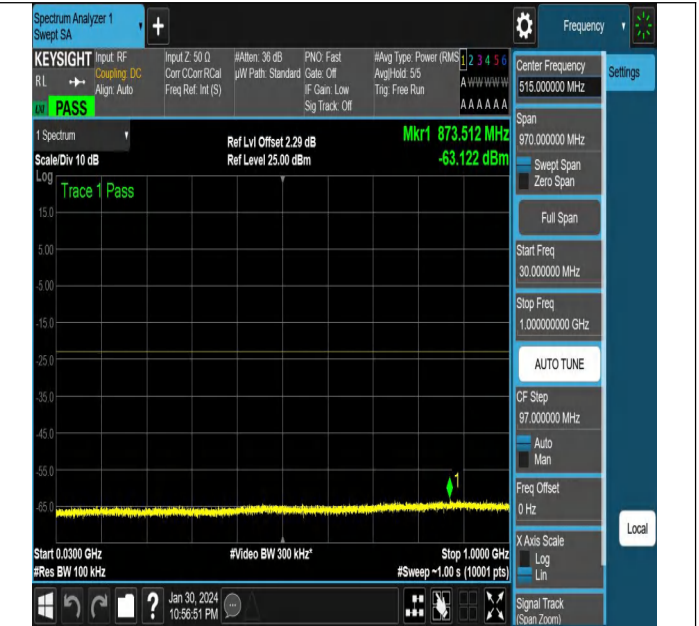 Spectrum Analyzer 1
Swept SA
+
Frequency
KEYSIGHT
RL
Input: RF
Coupling: DC
Align: Auto
Input Z: 50 Ω
Corr CCorr RCal
Freq Ref: Int (S)
#Atten: 36 dB
µW Path: Standard
PNO: Fast
Gate: Off
IF Gain: Low
Sig Track: Off
#Avg Type: Power (RMS)
Avg|Hold: 5/5
Trig: Free Run
1 2 3 4 5 6
A W W W W W
A A A A A A
PASS
1 Spectrum
Scale/Div 10 dB
Ref Lvl Offset 2.29 dB
Ref Level 25.00 dBm
Mkr1 873.512 MHz
-63.122 dBm
Log
Trace 1 Pass
15.0
5.00
-5.00
-15.0
-25.0
-35.0
-45.0
-55.0
-65.0
1
Start 0.0300 GHz
#Res BW 100 kHz
#Video BW 300 kHz*
Stop 1.0000 GHz
#Sweep ~1.00 s (10001 pts)
?
Jan 30, 2024
10:56:51 PM
Center Frequency
515.000000 MHz
Settings
Span
970.000000 MHz
Swept Span
Zero Span
Full Span
Start Freq
30.000000 MHz
Stop Freq
1.000000000 GHz
AUTO TUNE
CF Step
97.000000 MHz
Auto
Man
Freq Offset
0 Hz
X Axis Scale
Log
Lin
Local
Signal Track
(Span Zoom)